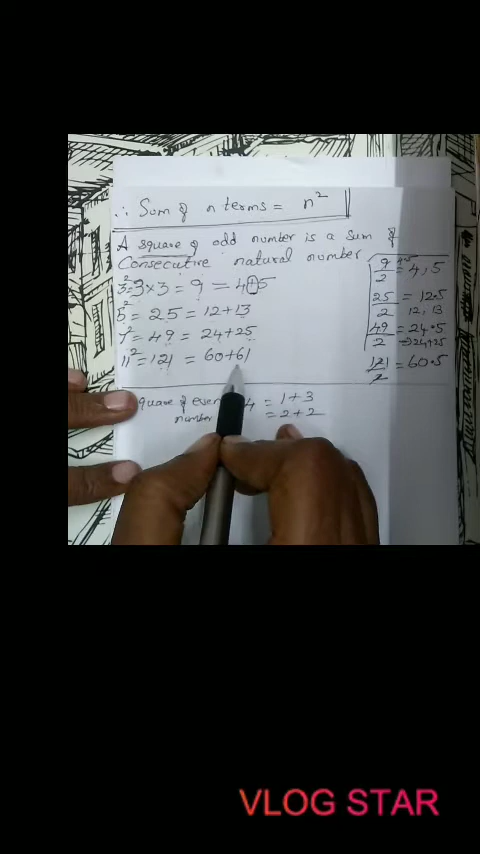 ∴ Sum of n terms = n²
A square of odd number is a sum of
Consecutive natural number
3² = 3×3 = 9 = 4+5
5² = 25 = 12+13
7² = 49 = 24+25
11² = 121 = 60+61
9/2 = 4, 5
25/2 = 12.5
12, 13
49/2 = 24.5
24+25
121/2 = 60.5
square of even 4 = 1+3
number = 2+2
VLOG STAR